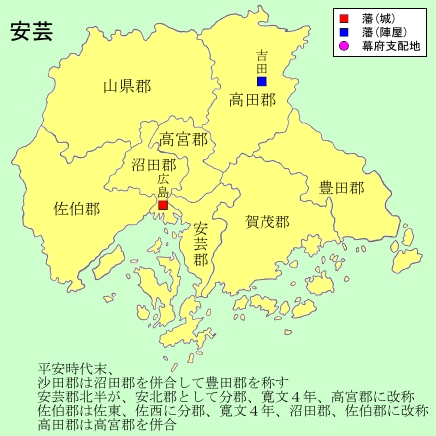 安芸
藩（城）
藩（陣屋）
幕府支配地
吉田
山県郡
高田郡
高宮郡
沼田郡
広島
豊田郡
佐伯郡
安芸郡
賀茂郡
平安時代末、
沙田郡は沼田郡を併合して豊田郡を称す
安芸郡北半が、安北郡として分郡、寛文４年、高宮郡に改称
佐伯郡は佐東、佐西に分郡、寛文４年、沼田郡、佐伯郡に改称
高田郡は高宮郡を併合